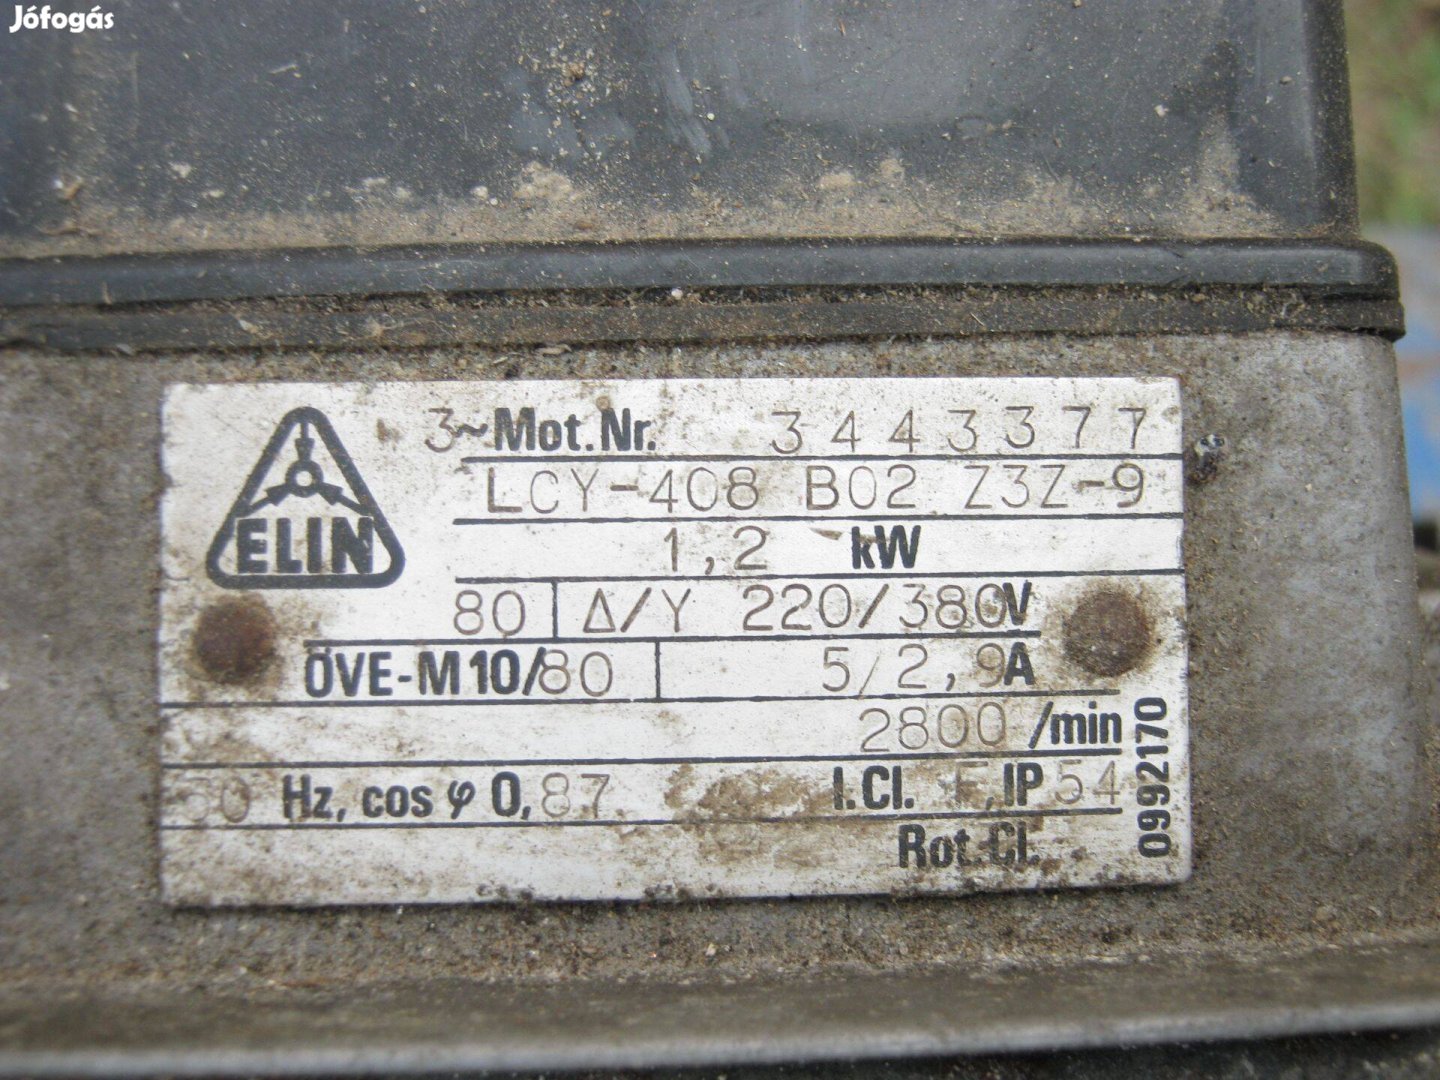 Jófogás
3~Mot. Nr. 3443377
ELIN
LCY-408 B02 Z3Z-9
1,2 kW
80 Δ/Y 220/380V
ÖVE-M10/80 5/2,9A
2800 /min
50 Hz, cos φ 0,87 I.Cl. F, IP54
Rot.Cl.
0992170